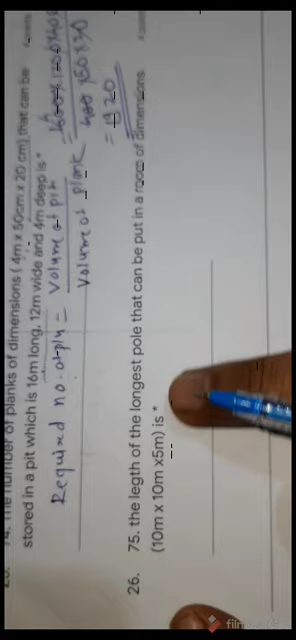 74. The number of planks of dimensions ( 4m x 50cm x 20 cm) that can be
stored in a pit which is 16m long, 12m wide and 4m deep is *
Required no. of pln = volume of pit
volume of plank
= 1920
26. 75. the legth of the longest pole that can be put in a room of dimensions
(10m x 10m x5m) is *